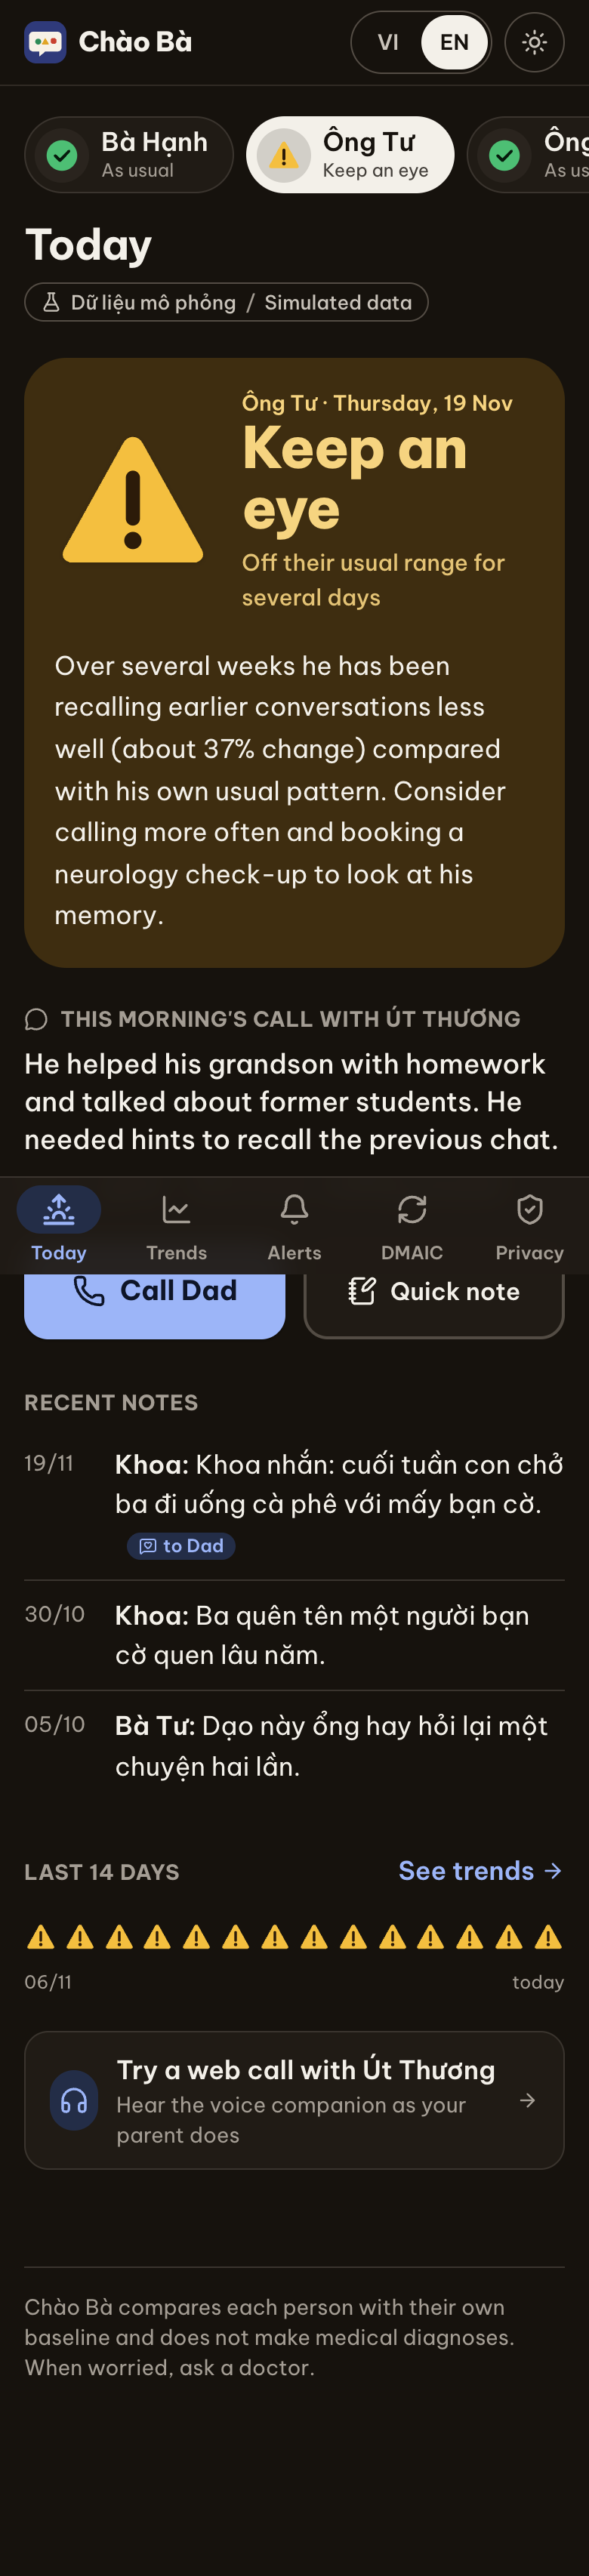 Chào Bà
VI
EN
Bà Hạnh
As usual
Ông Tư
Keep an eye
Ông
As us
Today
Dữ liệu mô phỏng / Simulated data
Ông Tư · Thursday, 19 Nov
Keep an
eye
Off their usual range for
several days
Over several weeks he has been
recalling earlier conversations less
well (about 37% change) compared
with his own usual pattern. Consider
calling more often and booking a
neurology check-up to look at his
memory.
THIS MORNING'S CALL WITH ÚT THƯƠNG
He helped his grandson with homework
and talked about former students. He
needed hints to recall the previous chat.
Today
Trends
Alerts
DMAIC
Privacy
Call Dad
Quick note
RECENT NOTES
19/11
Khoa: Khoa nhắn: cuối tuần con chở
ba đi uống cà phê với mấy bạn cờ.
to Dad
30/10
Khoa: Ba quên tên một người bạn
cờ quen lâu năm.
05/10
Bà Tư: Dạo này ổng hay hỏi lại một
chuyện hai lần.
LAST 14 DAYS
See trends →
06/11
today
Try a web call with Út Thương
Hear the voice companion as your
parent does
Chào Bà compares each person with their own
baseline and does not make medical diagnoses.
When worried, ask a doctor.